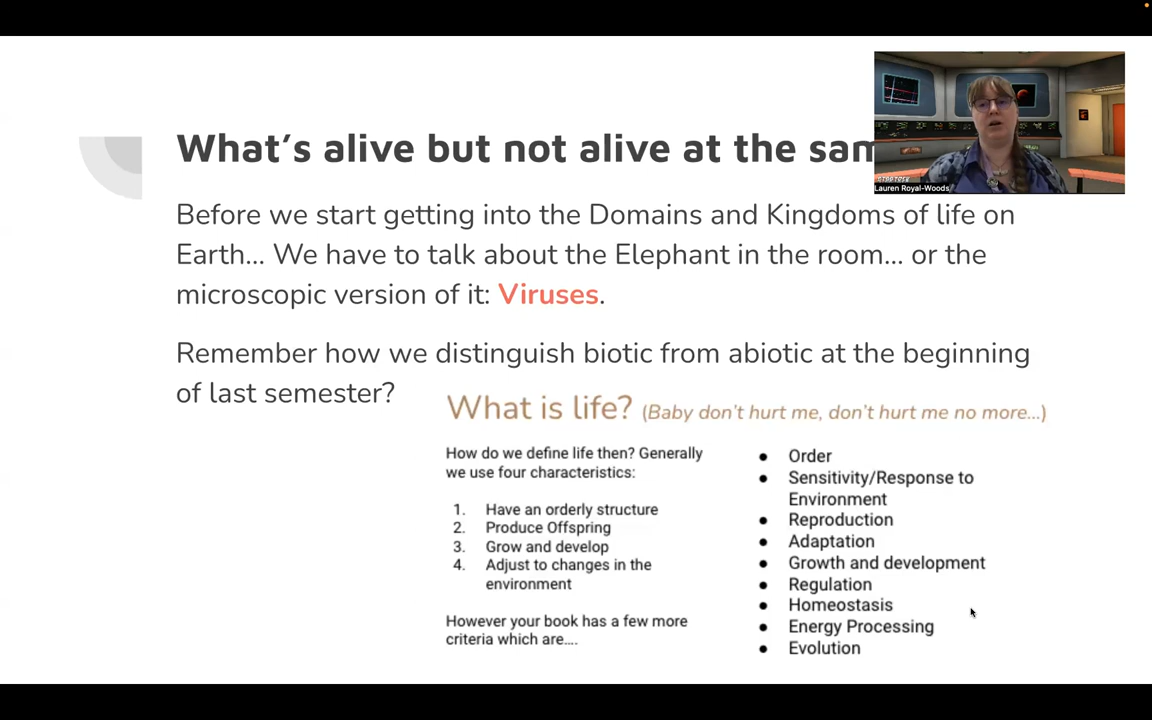 What's alive but not alive at the sam
Before we start getting into the Domains and Kingdoms of life on
Earth... We have to talk about the Elephant in the room... or the
microscopic version of it: Viruses.
Remember how we distinguish biotic from abiotic at the beginning
of last semester?
What is life? (Baby don't hurt me, don't hurt me no more...)
How do we define life then? Generally
we use four characteristics:
1. Have an orderly structure
2. Produce Offspring
3. Grow and develop
4. Adjust to changes in the
environment
However your book has a few more
criteria which are....
● Order
● Sensitivity/Response to
Environment
● Reproduction
● Adaptation
● Growth and development
● Regulation
● Homeostasis
● Energy Processing
● Evolution
STAR TREK
Lauren Royal-Woods